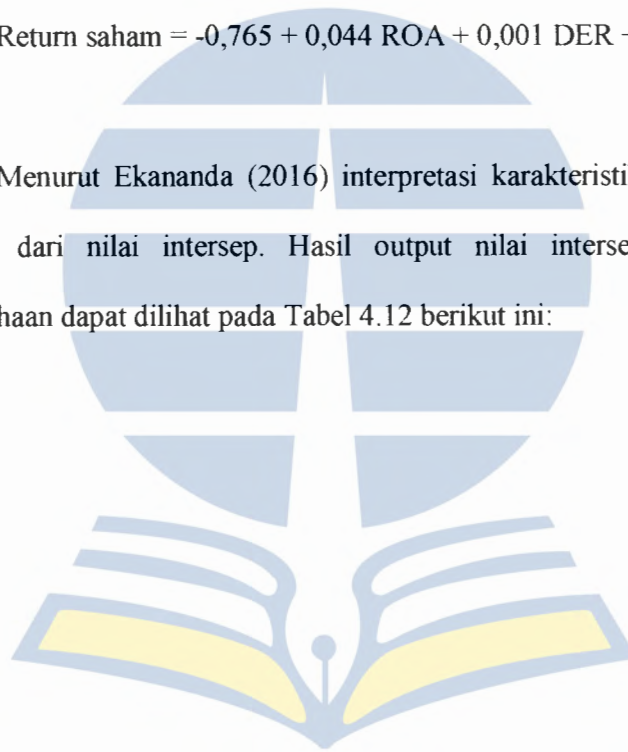 Return saham = -0,765 + 0,044 ROA + 0,001 DER -
Menurut Ekananda (2016) interpretasi karakteristi
dari nilai intersep. Hasil output nilai interse
haan dapat dilihat pada Tabel 4.12 berikut ini: